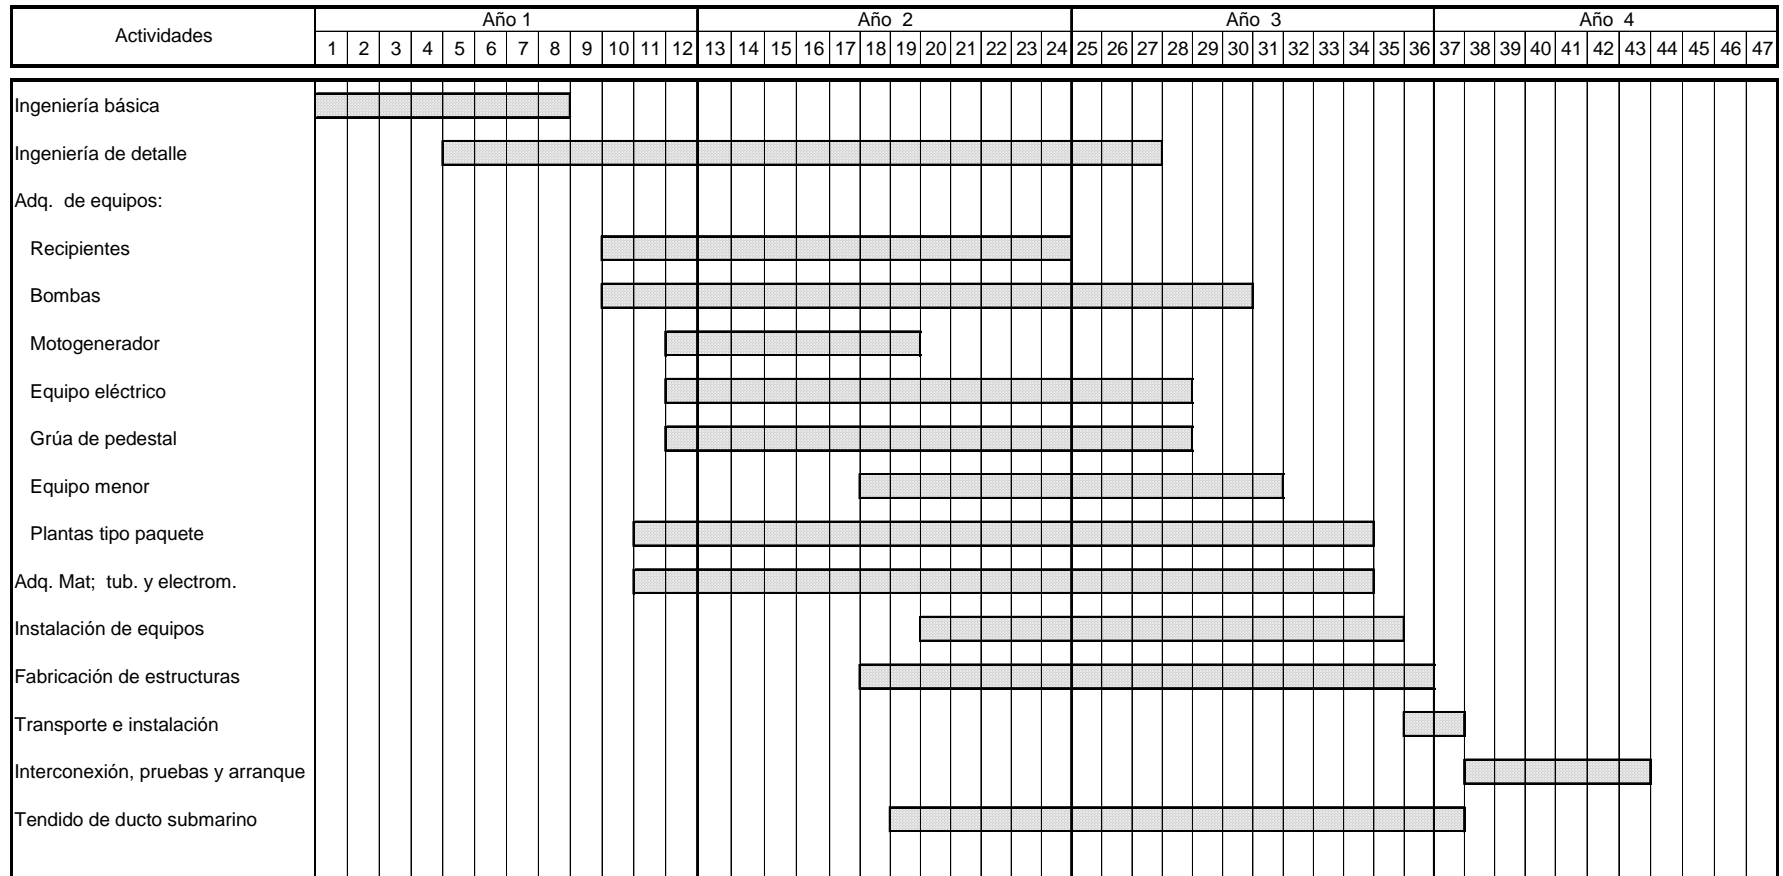 Actividades
Año 1 Año 2 Año 3 Año 4
1 2 3 4 5 6 7 8 9 10 11 12 13 14 15 16 17 18 19 20 21 22 23 24 25 26 27 28 29 30 31 32 33 34 35 36 37 38 39 40 41 42 43 44 45 46 47
Ingeniería básica
Ingeniería de detalle
Adq. de equipos:
Recipientes
Bombas
Motogenerador
Equipo eléctrico
Grúa de pedestal
Equipo menor
Plantas tipo paquete
Adq. Mat; tub. y electrom.
Instalación de equipos
Fabricación de estructuras
Transporte e instalación
Interconexión, pruebas y arranque
Tendido de ducto submarino